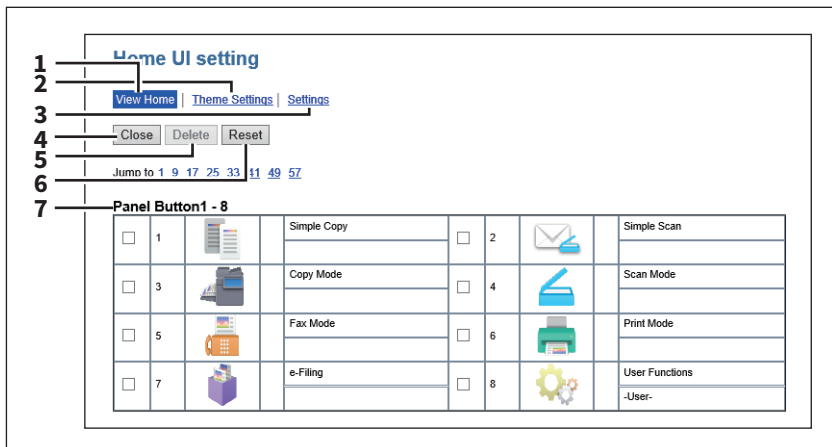 Home UI setting
1
2
View Home | Theme Settings | Settings
3
4 Close Delete Reset
5
6
Jump to 1 9 17 25 33 41 49 57
7 Panel Button1 - 8
1 Simple Copy
2 Simple Scan
3 Copy Mode
4 Scan Mode
5 Fax Mode
6 Print Mode
7 e-Filing
8 User Functions
-User-